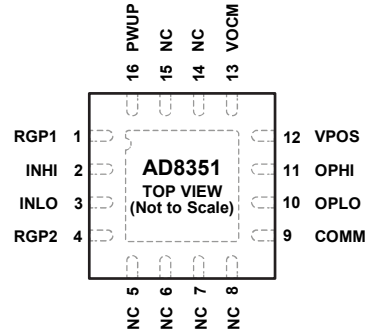 16 PWUP
15 NC
14 NC
13 VOCM
RGP1 1
INHI 2
INLO 3
RGP2 4
AD8351
TOP VIEW
(Not to Scale)
12 VPOS
11 OPHI
10 OPLO
9 COMM
NC 5
NC 6
NC 7
NC 8